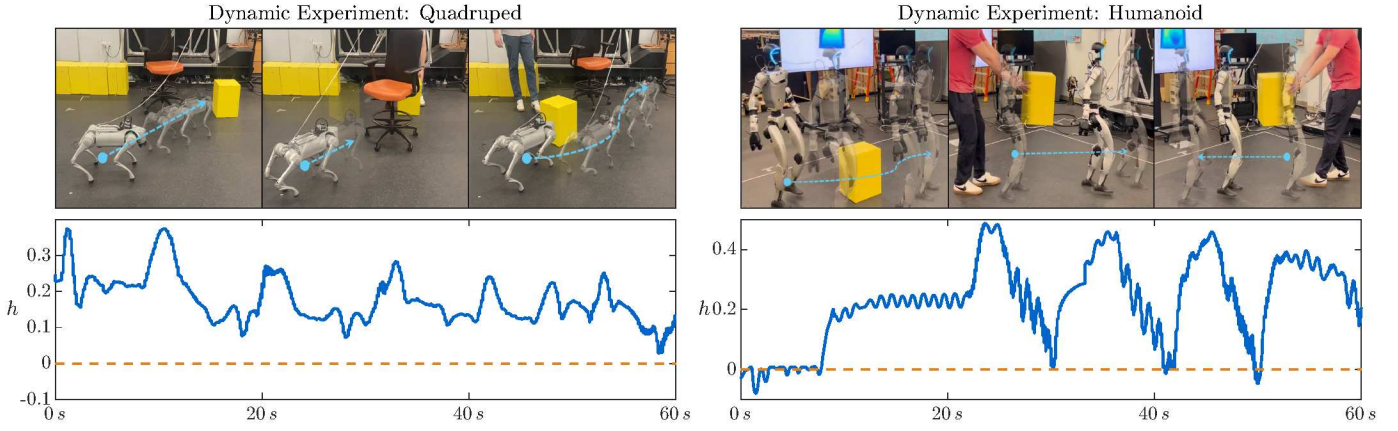 Dynamic Experiment: Quadruped
0.3
0.2
h
0.1
0
-0.1
0 s
20 s
40 s
60 s
Dynamic Experiment: Humanoid
0.4
h
0.2
0
0 s
20 s
40 s
60 s